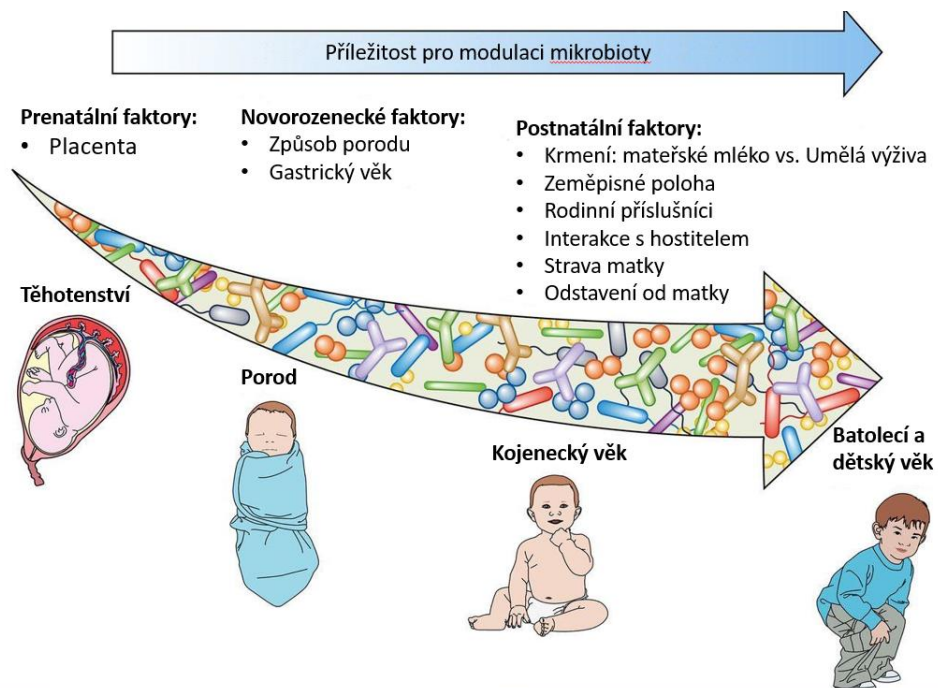 Příležitost pro modulaci mikrobioty
Prenatální faktory:
• Placenta
Novorozenecké faktory:
• Způsob porodu
• Gastrický věk
Postnatální faktory:
• Krmení: mateřské mléko vs. Umělá výživa
• Zeměpisné poloha
• Rodinní příslušníci
• Interakce s hostitelem
• Strava matky
• Odstavení od matky
Těhotenství
Porod
Kojenecký věk
Batolecí a
dětský věk